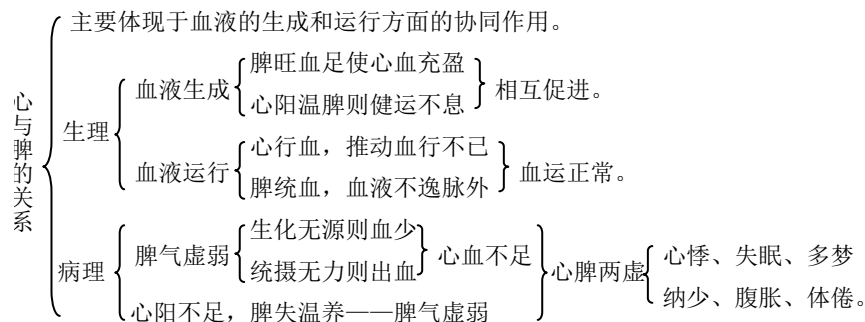 主要体现于血液的生成和运行方面的协同作用。
脾旺血足使心血充盈
血液生成
相互促进。
心阳温脾则健运不息
生理
心行血，推动血行不已
血液运行
血运正常。
脾统血，血液不逸脉外
心与脾的关系
生化无源则血少
脾气虚弱
心血不足
统摄无力则出血
病理
心脾两虚
心悸、失眠、多梦
纳少、腹胀、体倦。
心阳不足，脾失温养——脾气虚弱